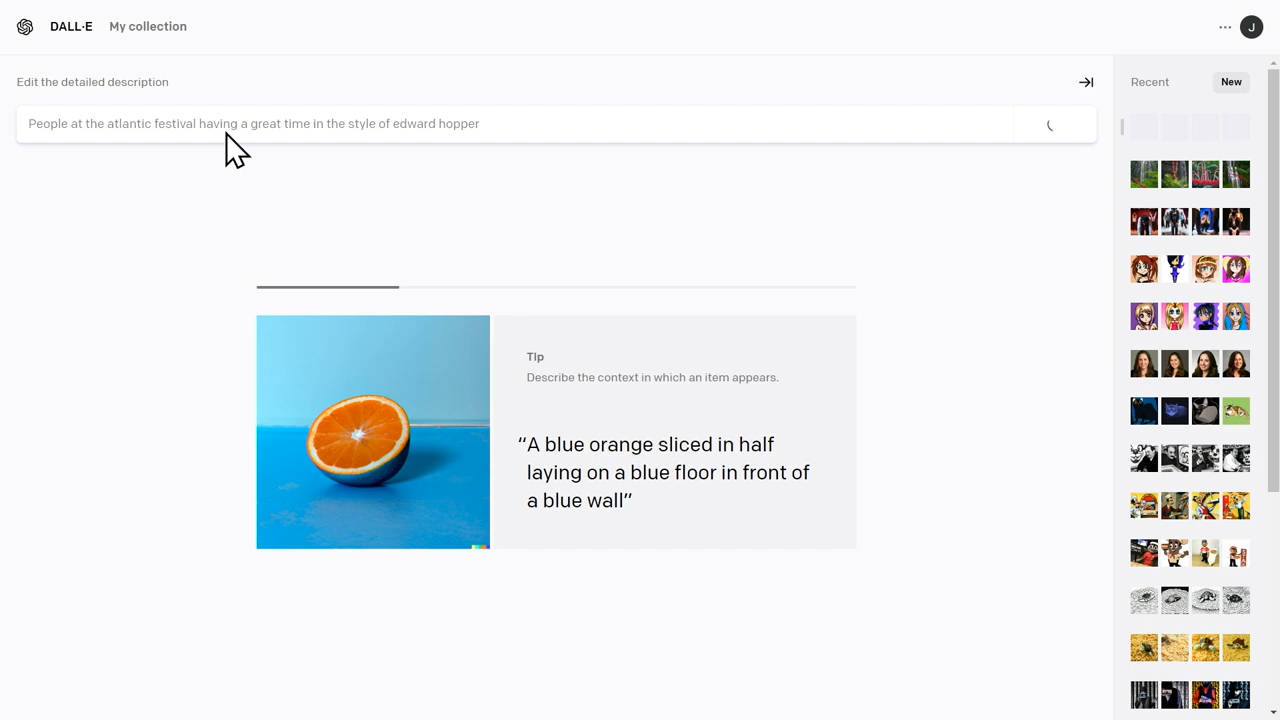 DALL·E My collection
J
Edit the detailed description
People at the atlantic festival having a great time in the style of edward hopper
Recent New
Tip
Describe the context in which an item appears.
“A blue orange sliced in half
laying on a blue floor in front of
a blue wall”